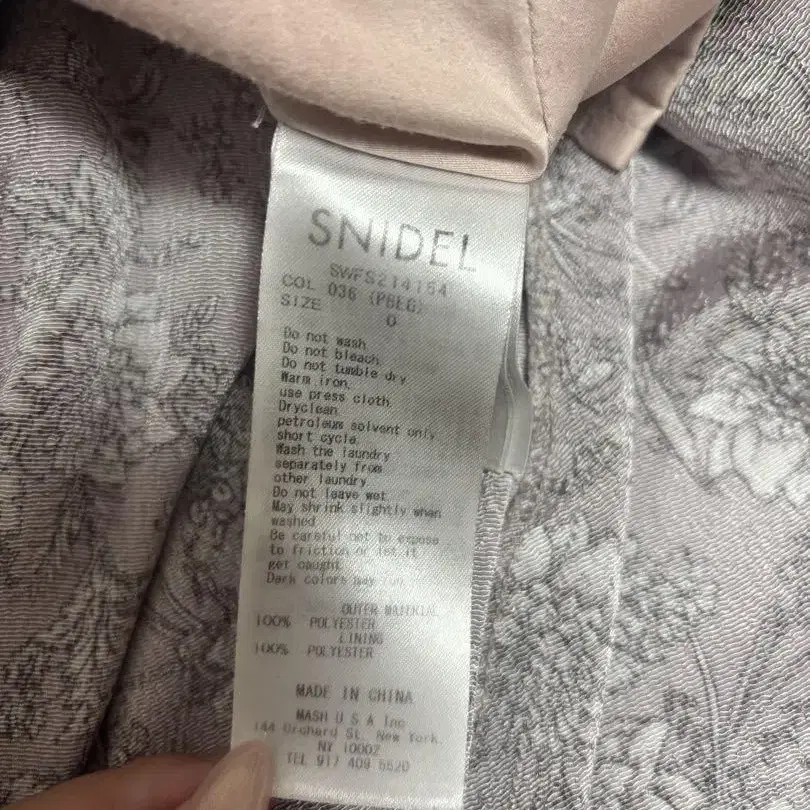 SNIDEL
SWFS214164
COL 036 (PBEG)
SIZE 0
Do not wash
Do not bleach
Do not tumble dry
Warm iron,
use press cloth.
Dryclean,
petroleum solvent only
short cycle
Wash the laundry
separately from
other laundry
Do not leave wet
May shrink slightly when
washed
Be careful not to expose
to friction or let it
get caught
Dark colors may run
OUTER MATERIAL
100% POLYESTER
LINING
100% POLYESTER
MADE IN CHINA
MASH U S A Inc
144 Orchard St. New York
NY 10002
TEL 917 409 5520